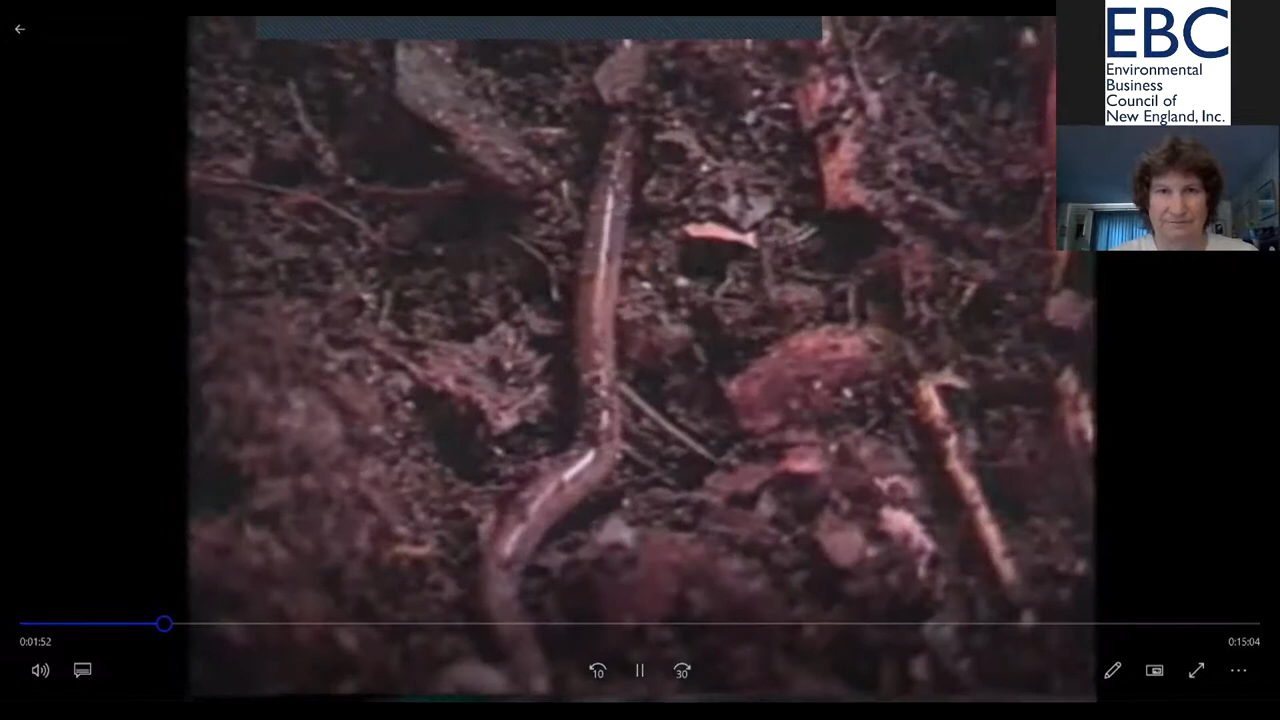 EBC
Environmental
Business
Council of
New England, Inc.
0:01:52
0:15:04
10
30